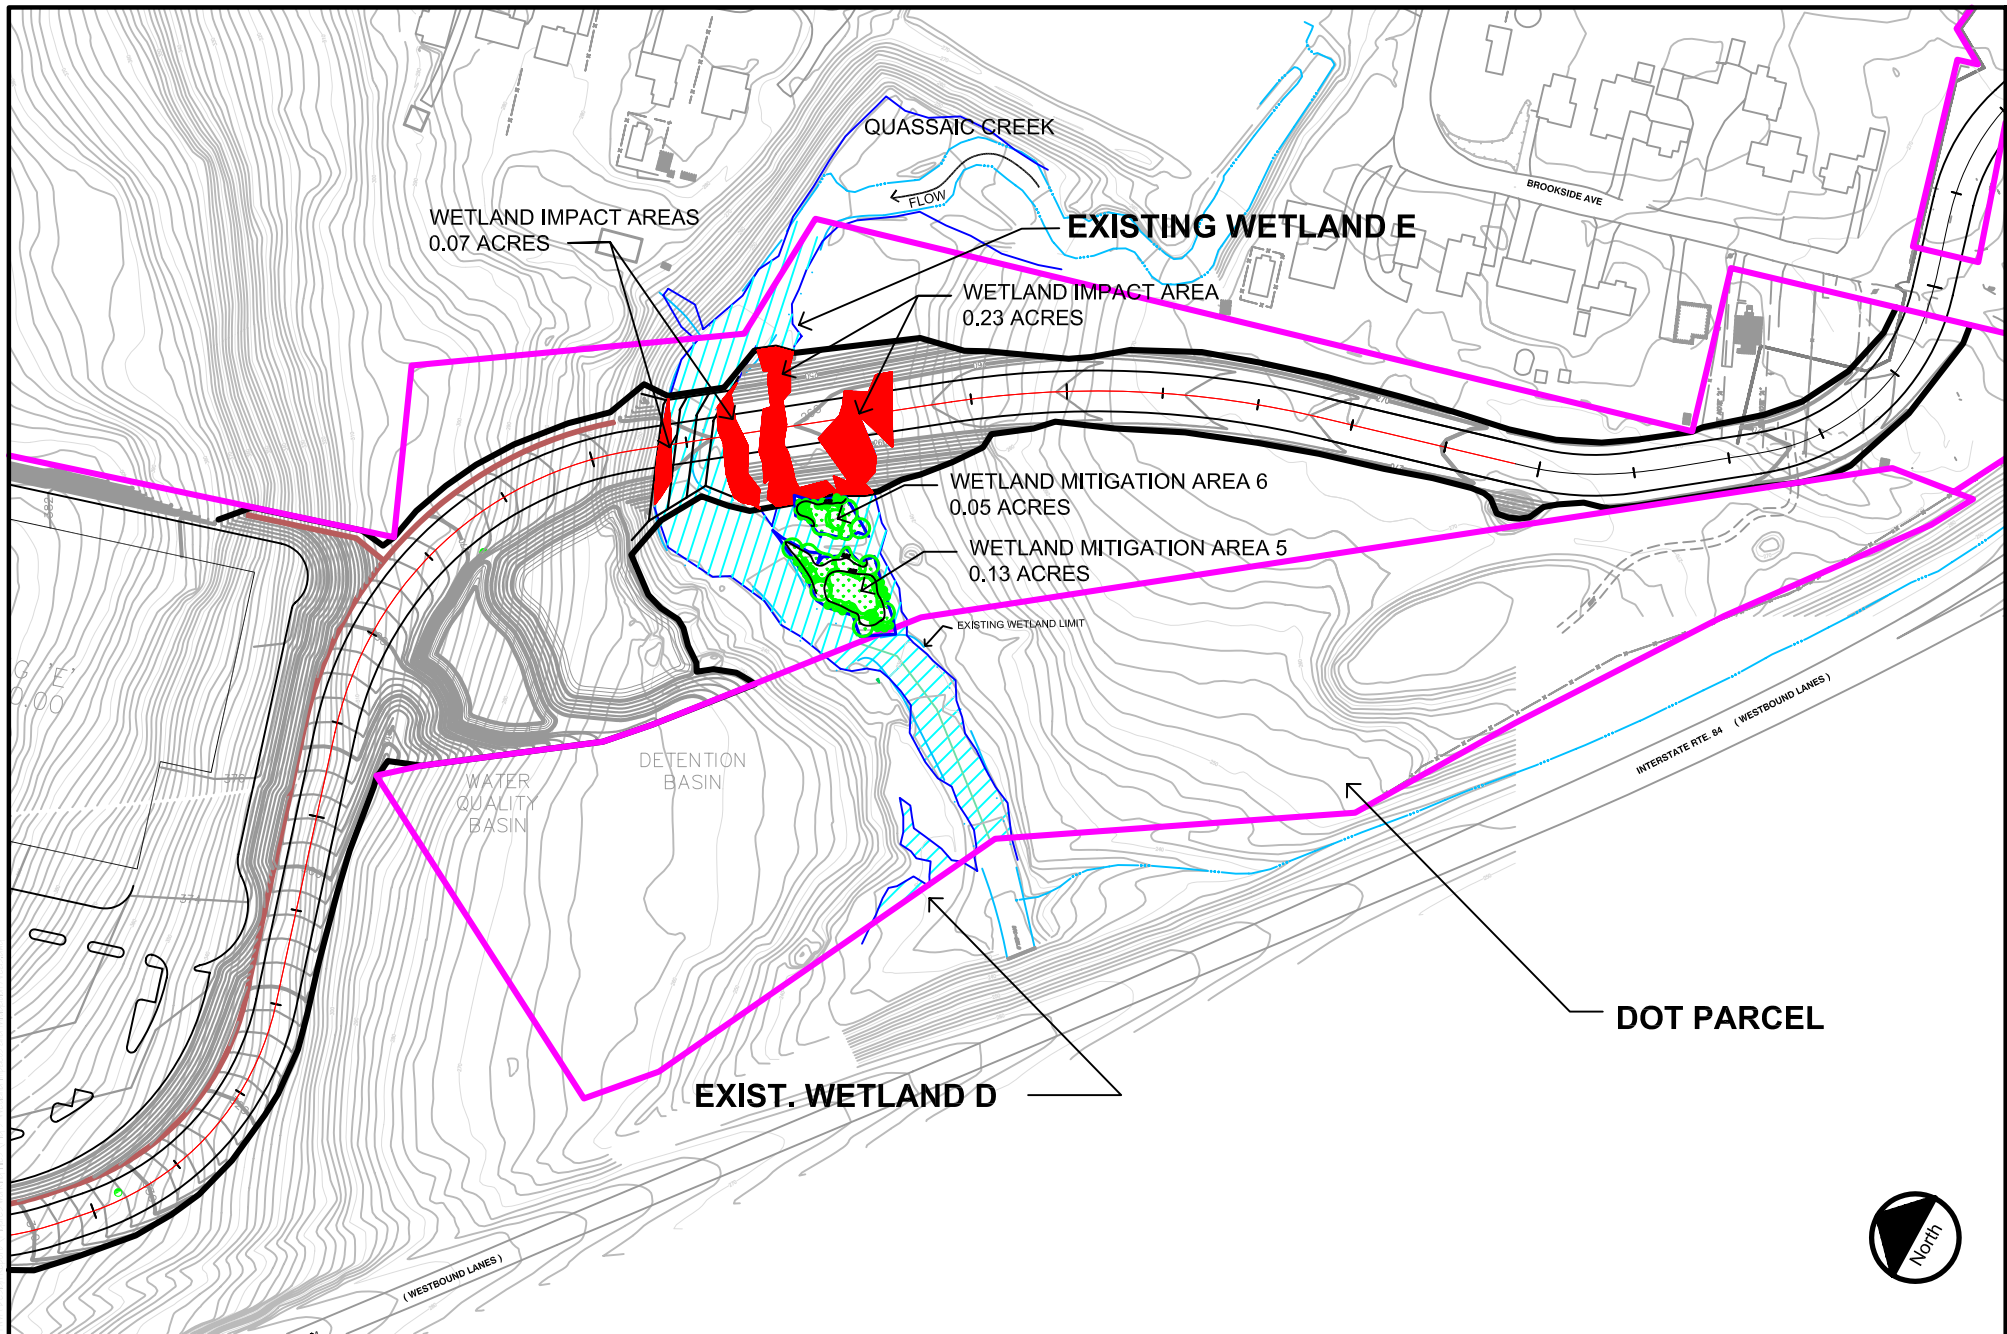 QUASSAIC CREEK
FLOW
WETLAND IMPACT AREAS
0.07 ACRES
EXISTING WETLAND E
BROOKSIDE AVE
WETLAND IMPACT AREA
0.23 ACRES
WETLAND MITIGATION AREA 6
0.05 ACRES
WETLAND MITIGATION AREA 5
0.13 ACRES
EXISTING WETLAND LIMIT
G 'E'
0.00
DETENTION
BASIN
WATER
QUALITY
BASIN
INTERSTATE RTE. 84 ( WESTBOUND LANES )
DOT PARCEL
EXIST. WETLAND D
( WESTBOUND LANES )
North